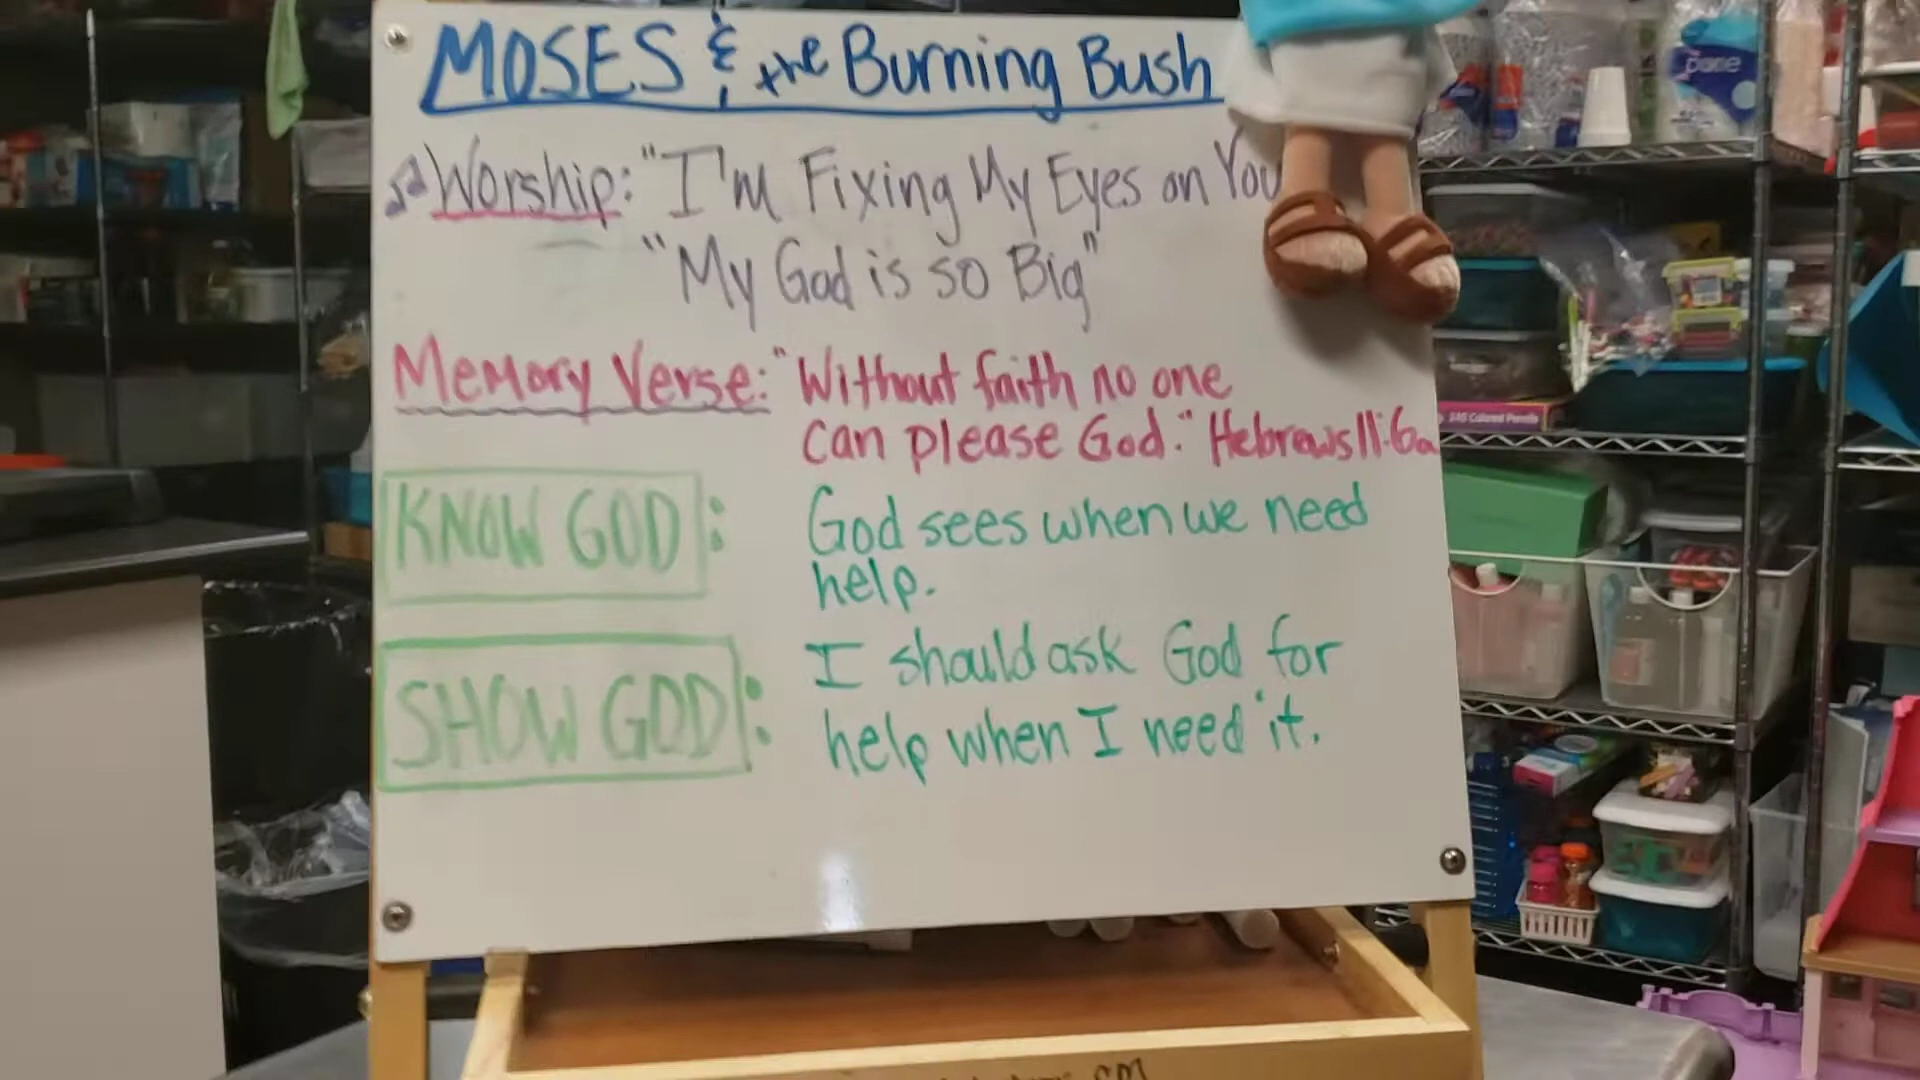 MOSES & the Burning Bush
Worship: "I'm Fixing My Eyes on You
"My God is so Big"
Memory Verse: "Without faith no one
can please God." Hebrews 11:6a
KNOW GOD: God sees when we need
help.
SHOW GOD: I should ask God for
help when I need it.